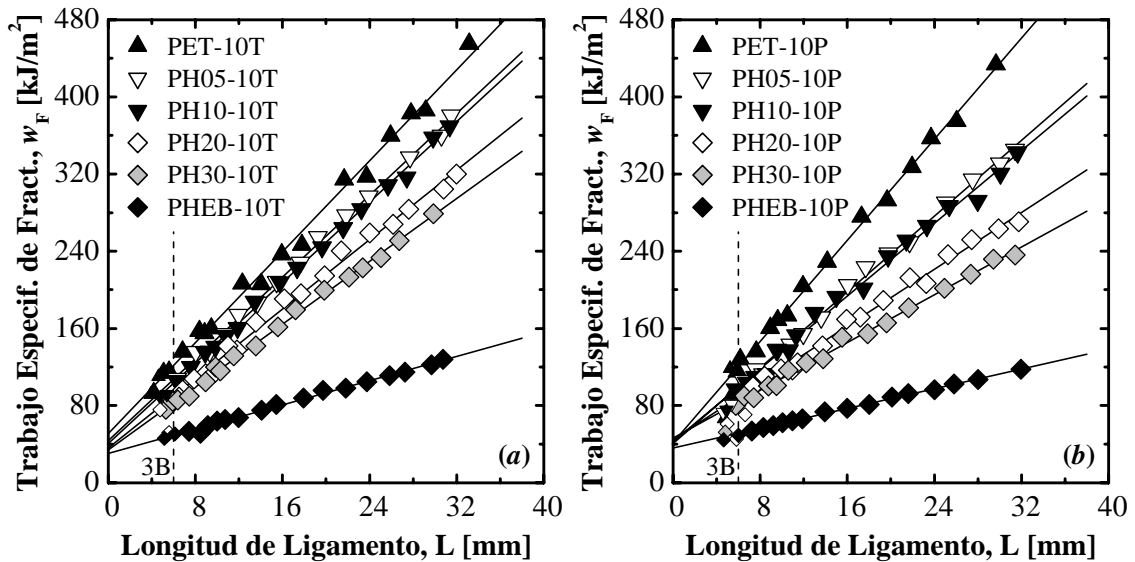 Trabajo Especif. de Fract., w_F [kJ/m²]
480
400
320
240
160
80
0
PET-10T
PH05-10T
PH10-10T
PH20-10T
PH30-10T
PHEB-10T
3B
(a)
0 8 16 24 32 40
Longitud de Ligamento, L [mm]
Trabajo Especif. de Fract., w_F [kJ/m²]
480
400
320
240
160
80
0
PET-10P
PH05-10P
PH10-10P
PH20-10P
PH30-10P
PHEB-10P
3B
(b)
0 8 16 24 32 40
Longitud de Ligamento, L [mm]